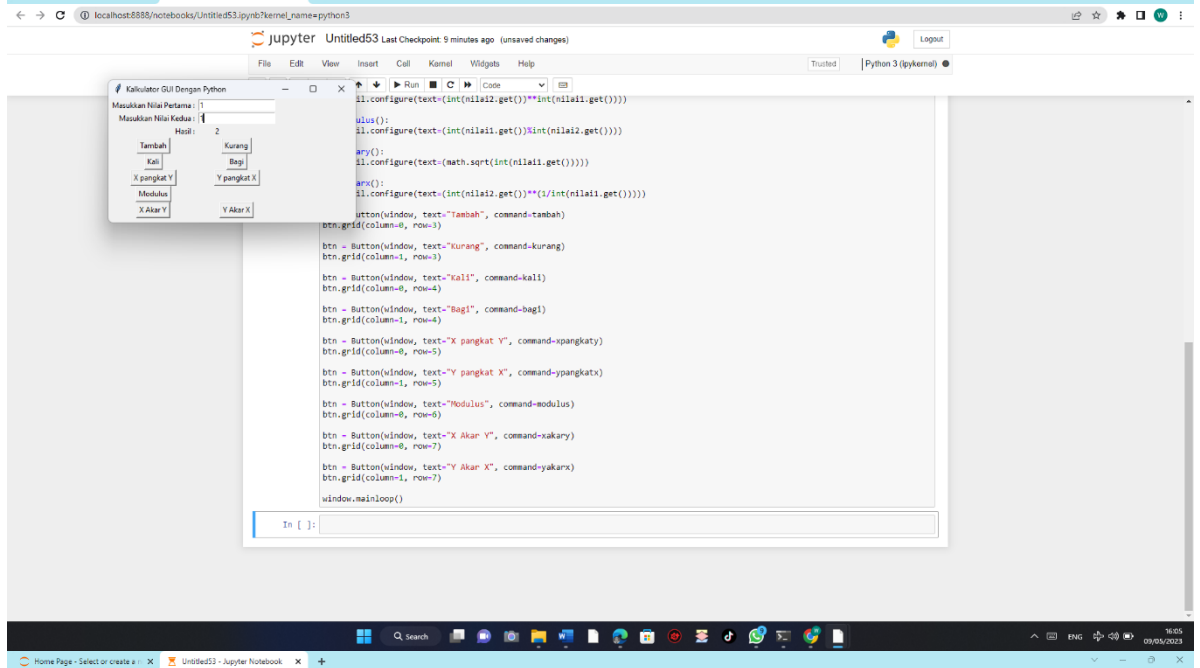 localhost:8888/notebooks/Untitled53.ipynb?kernel_name=python3
W
jupyter Untitled53 Last Checkpoint: 9 minutes ago (unsaved changes)
Logout
File Edit View Insert Cell Kernel Widgets Help
Trusted Python 3 (ipykernel)
Run Code
Kalkulator GUI Dengan Python
Masukkan Nilai Pertama : 1
Masukkan Nilai Kedua : 1
Hasil : 2
Tambah Kurang
Kali Bagi
X pangkat Y Y pangkat X
Modulus
X Akar Y Y Akar X
il.configure(text=(int(nilai2.get())**int(nilai1.get())))
ulus():
il.configure(text=(int(nilai1.get())%int(nilai2.get())))
ary():
il.configure(text=(math.sqrt(int(nilai1.get()))))
arx():
il.configure(text=(int(nilai2.get())**(1/int(nilai1.get()))))
utton(window, text="Tambah", command=tambah)
btn.grid(column=0, row=3)
btn = Button(window, text="Kurang", command=kurang)
btn.grid(column=1, row=3)
btn = Button(window, text="Kali", command=kali)
btn.grid(column=0, row=4)
btn = Button(window, text="Bagi", command=bagi)
btn.grid(column=1, row=4)
btn = Button(window, text="X pangkat Y", command=xpangkaty)
btn.grid(column=0, row=5)
btn = Button(window, text="Y pangkat X", command=ypangkatx)
btn.grid(column=1, row=5)
btn = Button(window, text="Modulus", command=modulus)
btn.grid(column=0, row=6)
btn = Button(window, text="X Akar Y", command=xakary)
btn.grid(column=0, row=7)
btn = Button(window, text="Y Akar X", command=yakarx)
btn.grid(column=1, row=7)
window.mainloop()
In [ ]:
Search
ENG
16:05
09/05/2023
Home Page - Select or create a n
Untitled53 - Jupyter Notebook